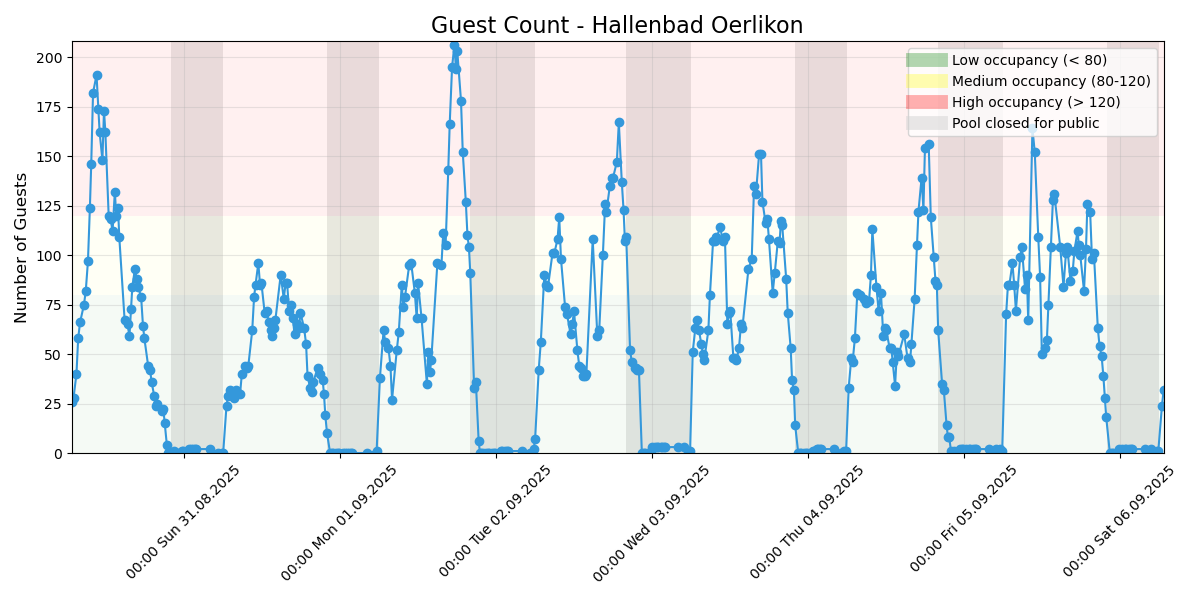 Guest Count - Hallenbad Oerlikon
Number of Guests
200
175
150
125
100
75
50
25
0
Low occupancy (< 80)
Medium occupancy (80-120)
High occupancy (> 120)
Pool closed for public
00:00 Sun 31.08.2025
00:00 Mon 01.09.2025
00:00 Tue 02.09.2025
00:00 Wed 03.09.2025
00:00 Thu 04.09.2025
00:00 Fri 05.09.2025
00:00 Sat 06.09.2025